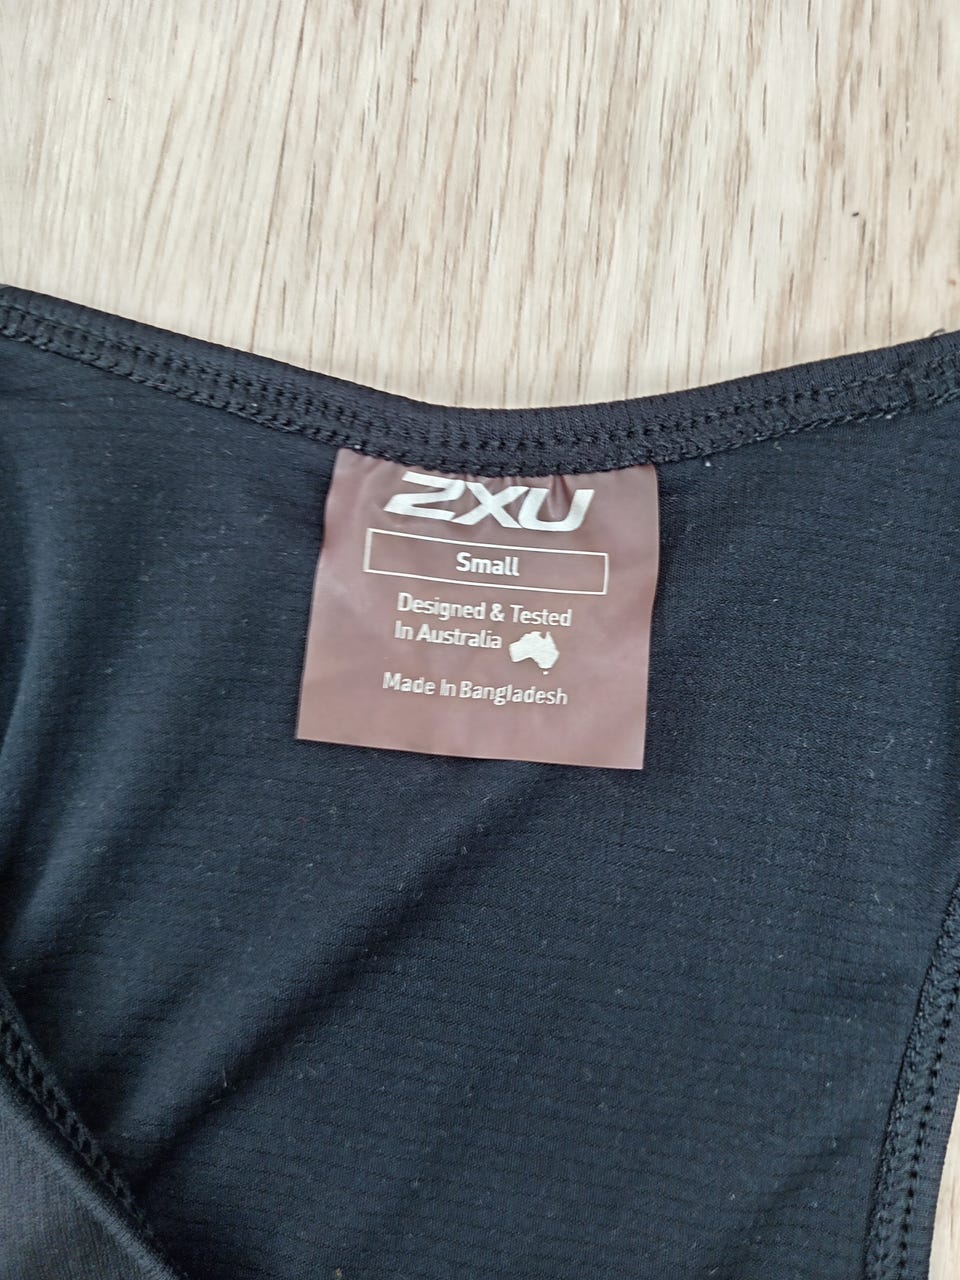 2XU
Small
Designed & Tested
In Australia
Made In Bangladesh